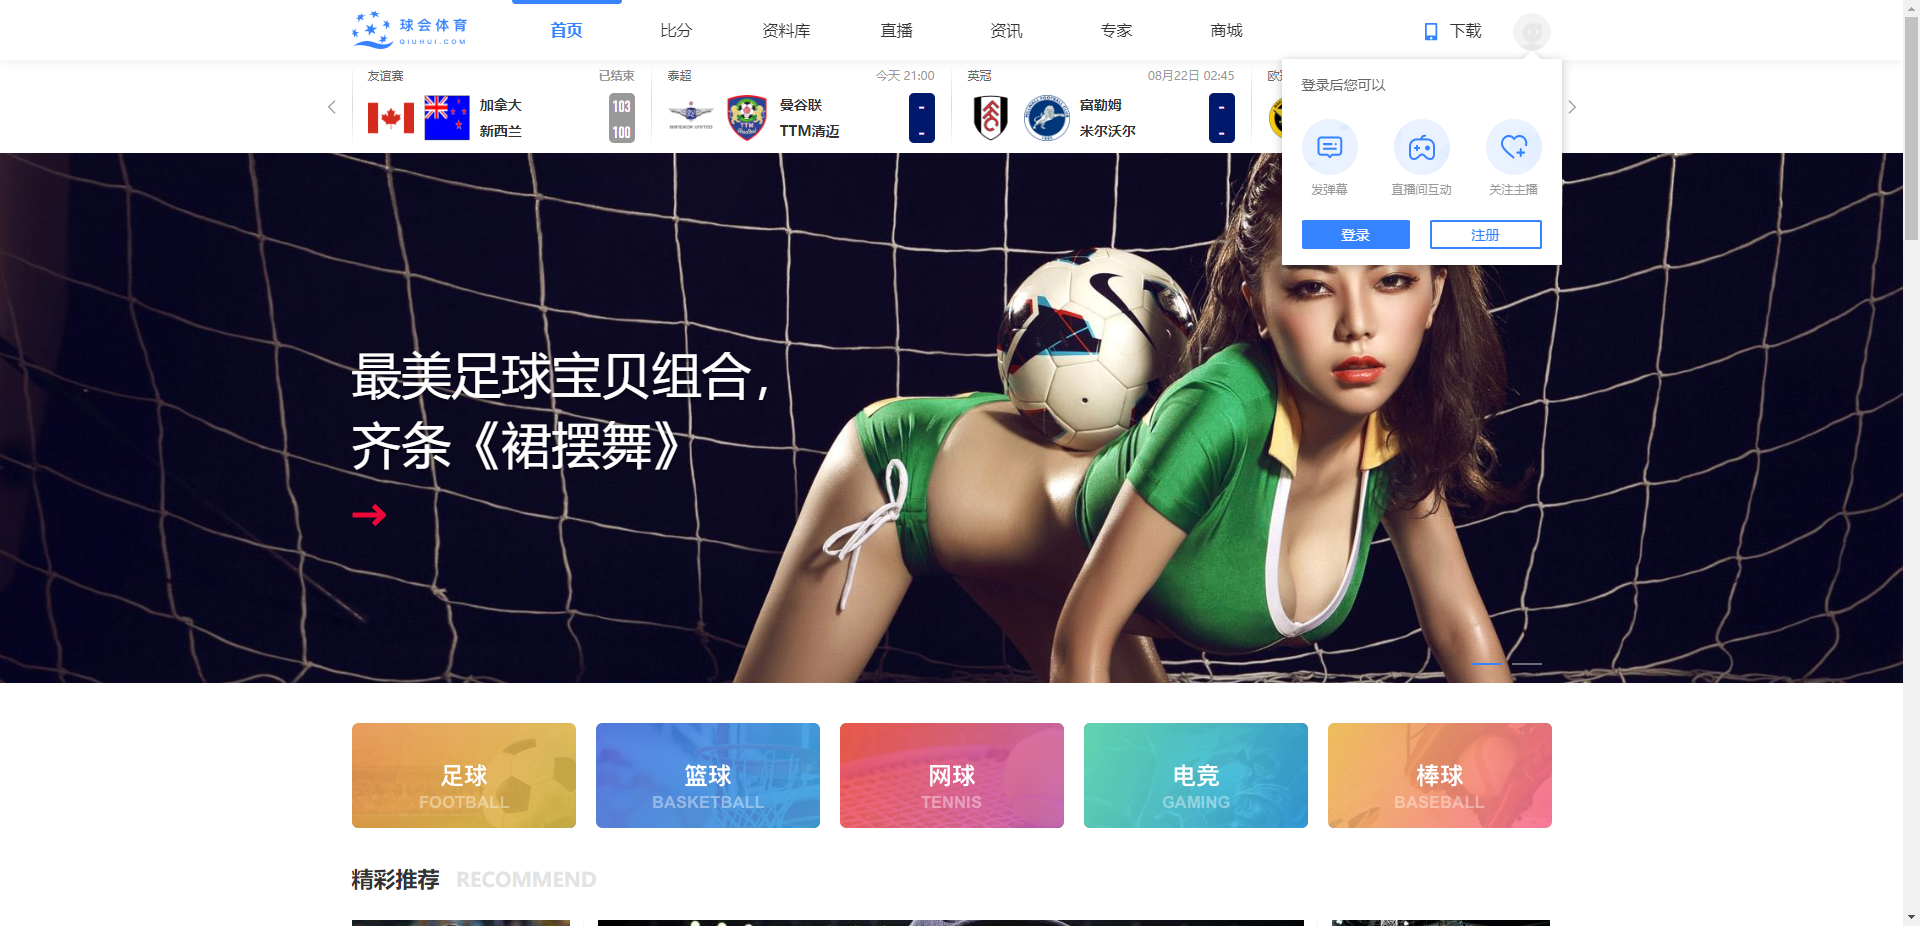 球会体育
QIUHUI.COM
首页
比分
资料库
直播
资讯
专家
商城
下载
友谊赛
已结束
加拿大
103
新西兰
100
泰超
今天 21:00
曼谷联
-
TTM清迈
-
英冠
08月22日 02:45
富勒姆
-
米尔沃尔
-
登录后您可以
发弹幕
直播间互动
关注主播
登录
注册
最美足球宝贝组合，
齐条《裙摆舞》
足球
FOOTBALL
篮球
BASKETBALL
网球
TENNIS
电竞
GAMING
棒球
BASEBALL
精彩推荐
RECOMMEND